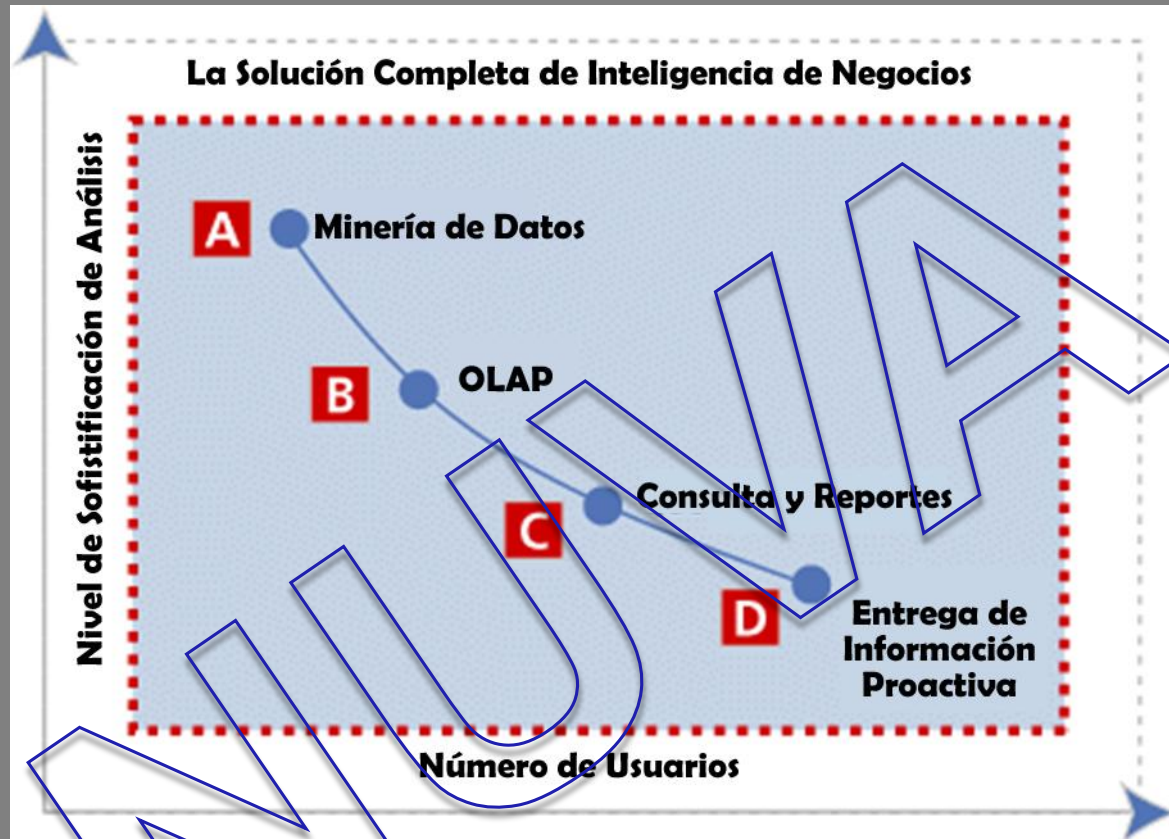 La Solución Completa de Inteligencia de Negocios
Nivel de Sofistificación de Análisis
A
Minería de Datos
B
OLAP
C
Consulta y Reportes
D
Entrega de
Información
Proactiva
Número de Usuarios
NUVA